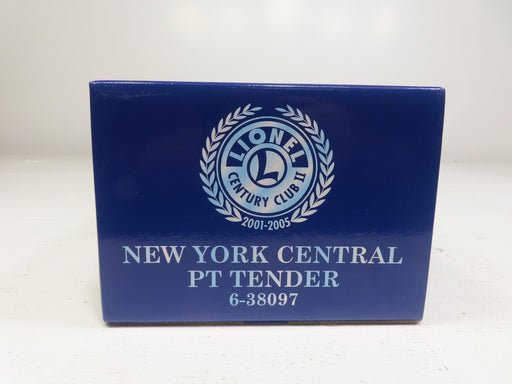 LIONEL
L
CENTURY CLUB II
2001-2005
NEW YORK CENTRAL
PT TENDER
6-38097